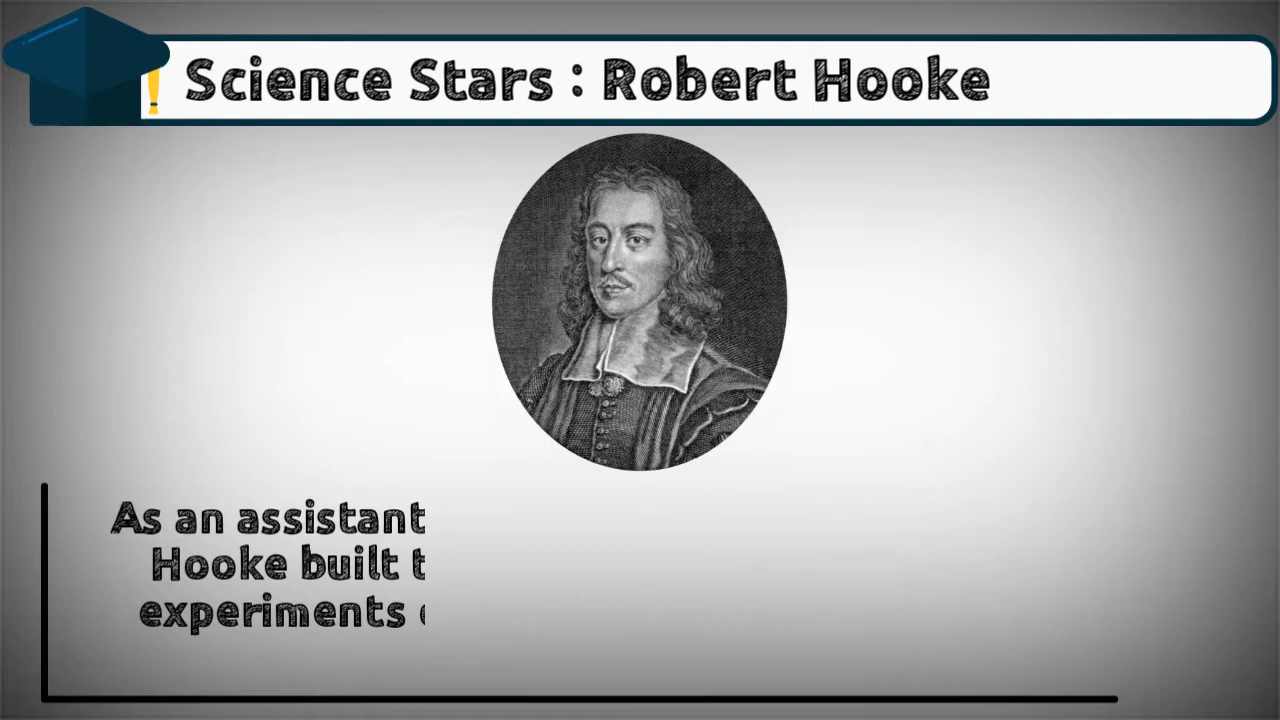 Science Stars : Robert Hooke
As an assistant
Hooke built t
experiments